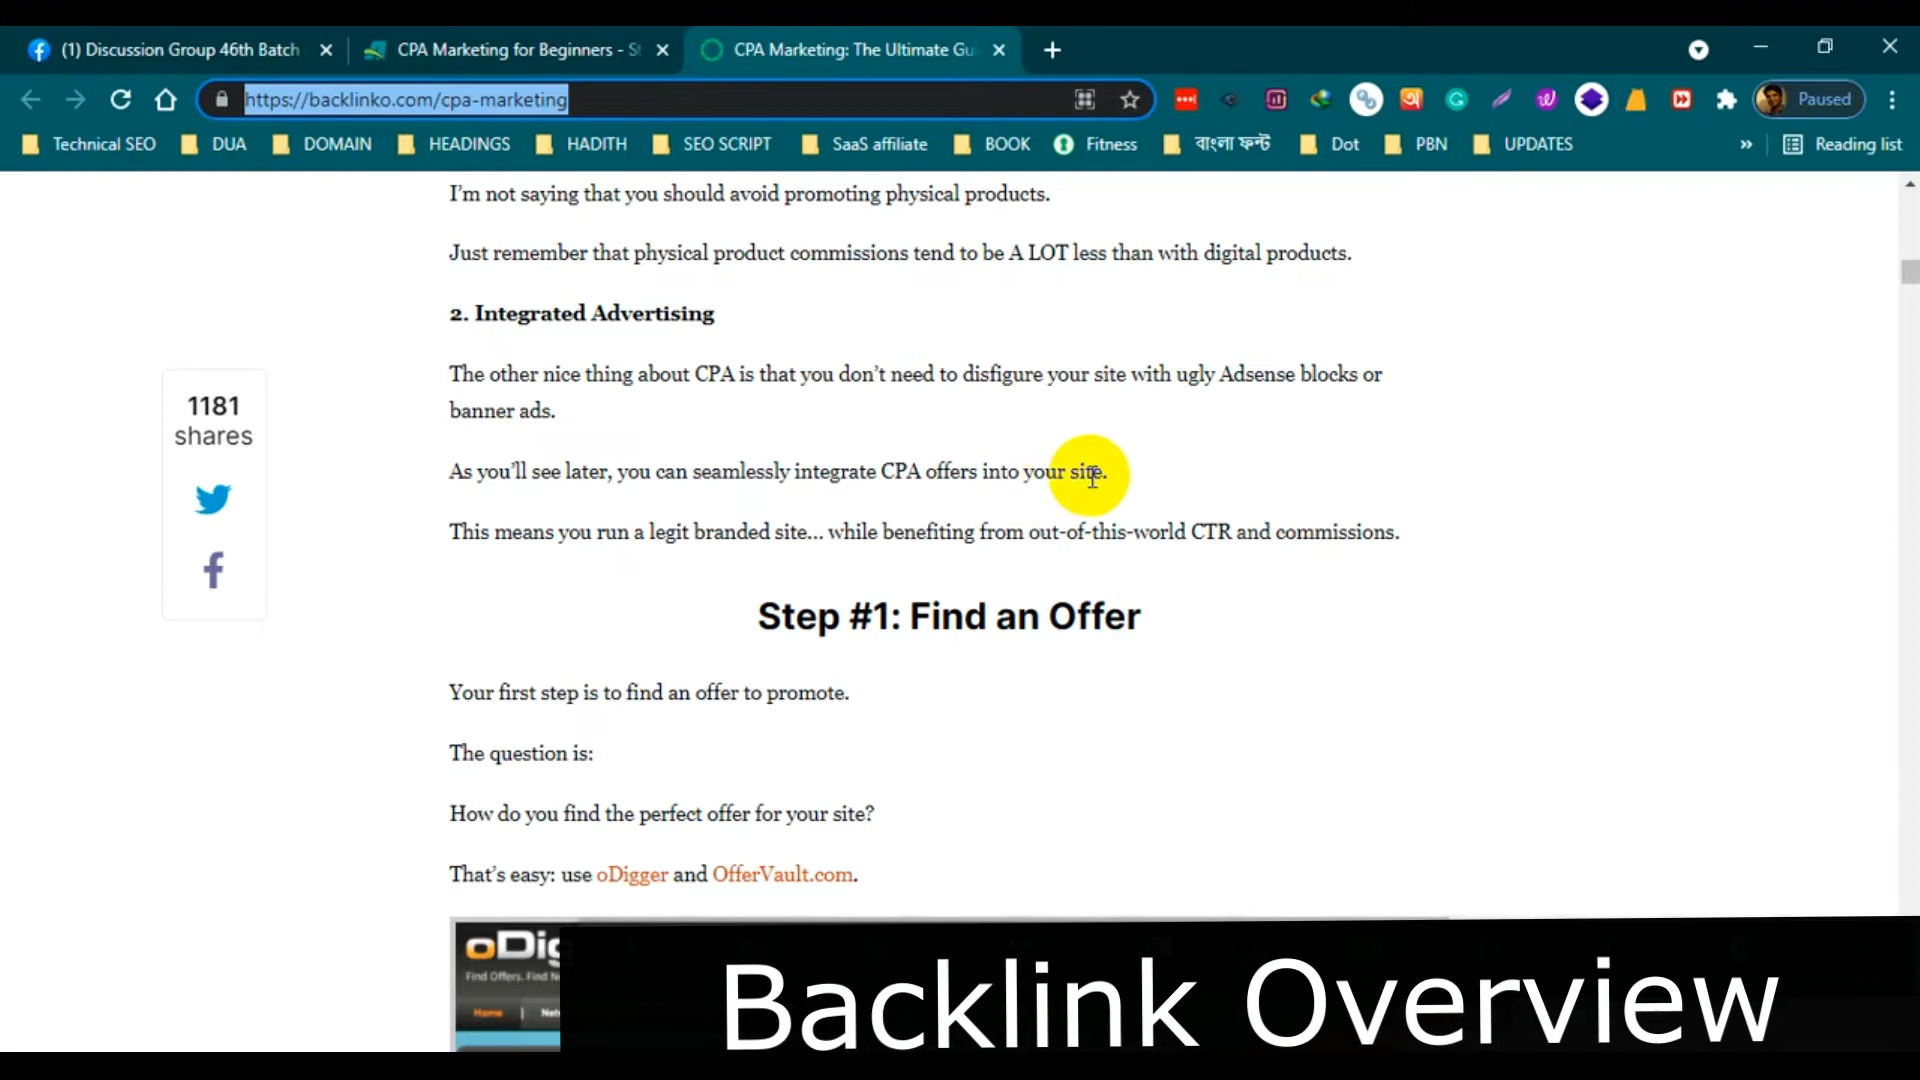 (1) Discussion Group 46th Batch
CPA Marketing for Beginners - S
CPA Marketing: The Ultimate Gu
https://backlinko.com/cpa-marketing
Paused
Technical SEO
DUA
DOMAIN
HEADINGS
HADITH
SEO SCRIPT
SaaS affiliate
BOOK
Fitness
বাংলা ফন্ট
Dot
PBN
UPDATES
Reading list
I'm not saying that you should avoid promoting physical products.
Just remember that physical product commissions tend to be A LOT less than with digital products.
2. Integrated Advertising
The other nice thing about CPA is that you don't need to disfigure your site with ugly Adsense blocks or
banner ads.
1181
shares
As you'll see later, you can seamlessly integrate CPA offers into your site.
This means you run a legit branded site... while benefiting from out-of-this-world CTR and commissions.
Step #1: Find an Offer
Your first step is to find an offer to promote.
The question is:
How do you find the perfect offer for your site?
That's easy: use oDigger and OfferVault.com.
oDig
Find Offers. Find N
Home | Net
Backlink Overview